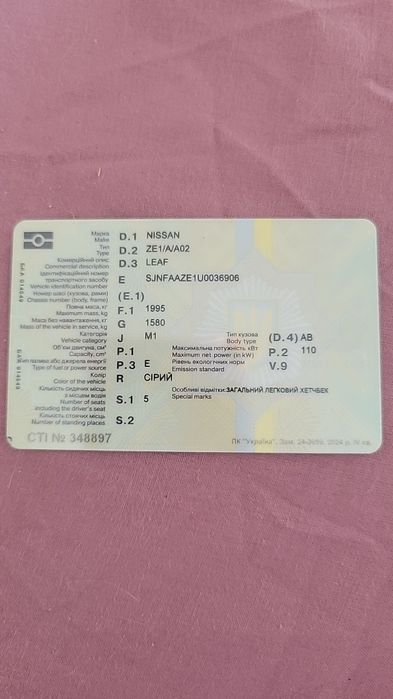 Марка D.1 NISSAN
Make
Тип D.2 ZE1/A/A02
Type
Комерційний опис D.3 LEAF
Commercial description
Ідентифікаційний номер
транспортного засобу E SJNFAAZE1U0036906
Vehicle identification number
Номер шасі (кузова, рами) (E.1)
Chassis number (body, frame)
Повна маса, кг F.1 1995
Maximum mass, kg
Маса без навантаження, кг G 1580
Mass of the vehicle in service, kg
Категорія J M1 Тип кузова (D.4) AB
Vehicle category Body type
Об'єм двигуна, см³ P.1 Максимальна потужність кВт P.2 110
Capacity, cm³ Maximum net power (in kW)
Тип пального або джерела енергії P.3 E Рівень екологічних норм V.9
Type of fuel or power source Emission standard
Колір R СІРИЙ
Color of the vehicle
Кількість сидячих місць S.1 5 Особливі відмітки: ЗАГАЛЬНИЙ ЛЕГКОВИЙ ХЕТЧБЕК
з місцем водія Special marks
Number of seats
including the driver's seat
Кількість стоячих місць S.2
Number of standing places
СТІ № 348897
ПК "Україна". Зам. 2024 р. IV кв.